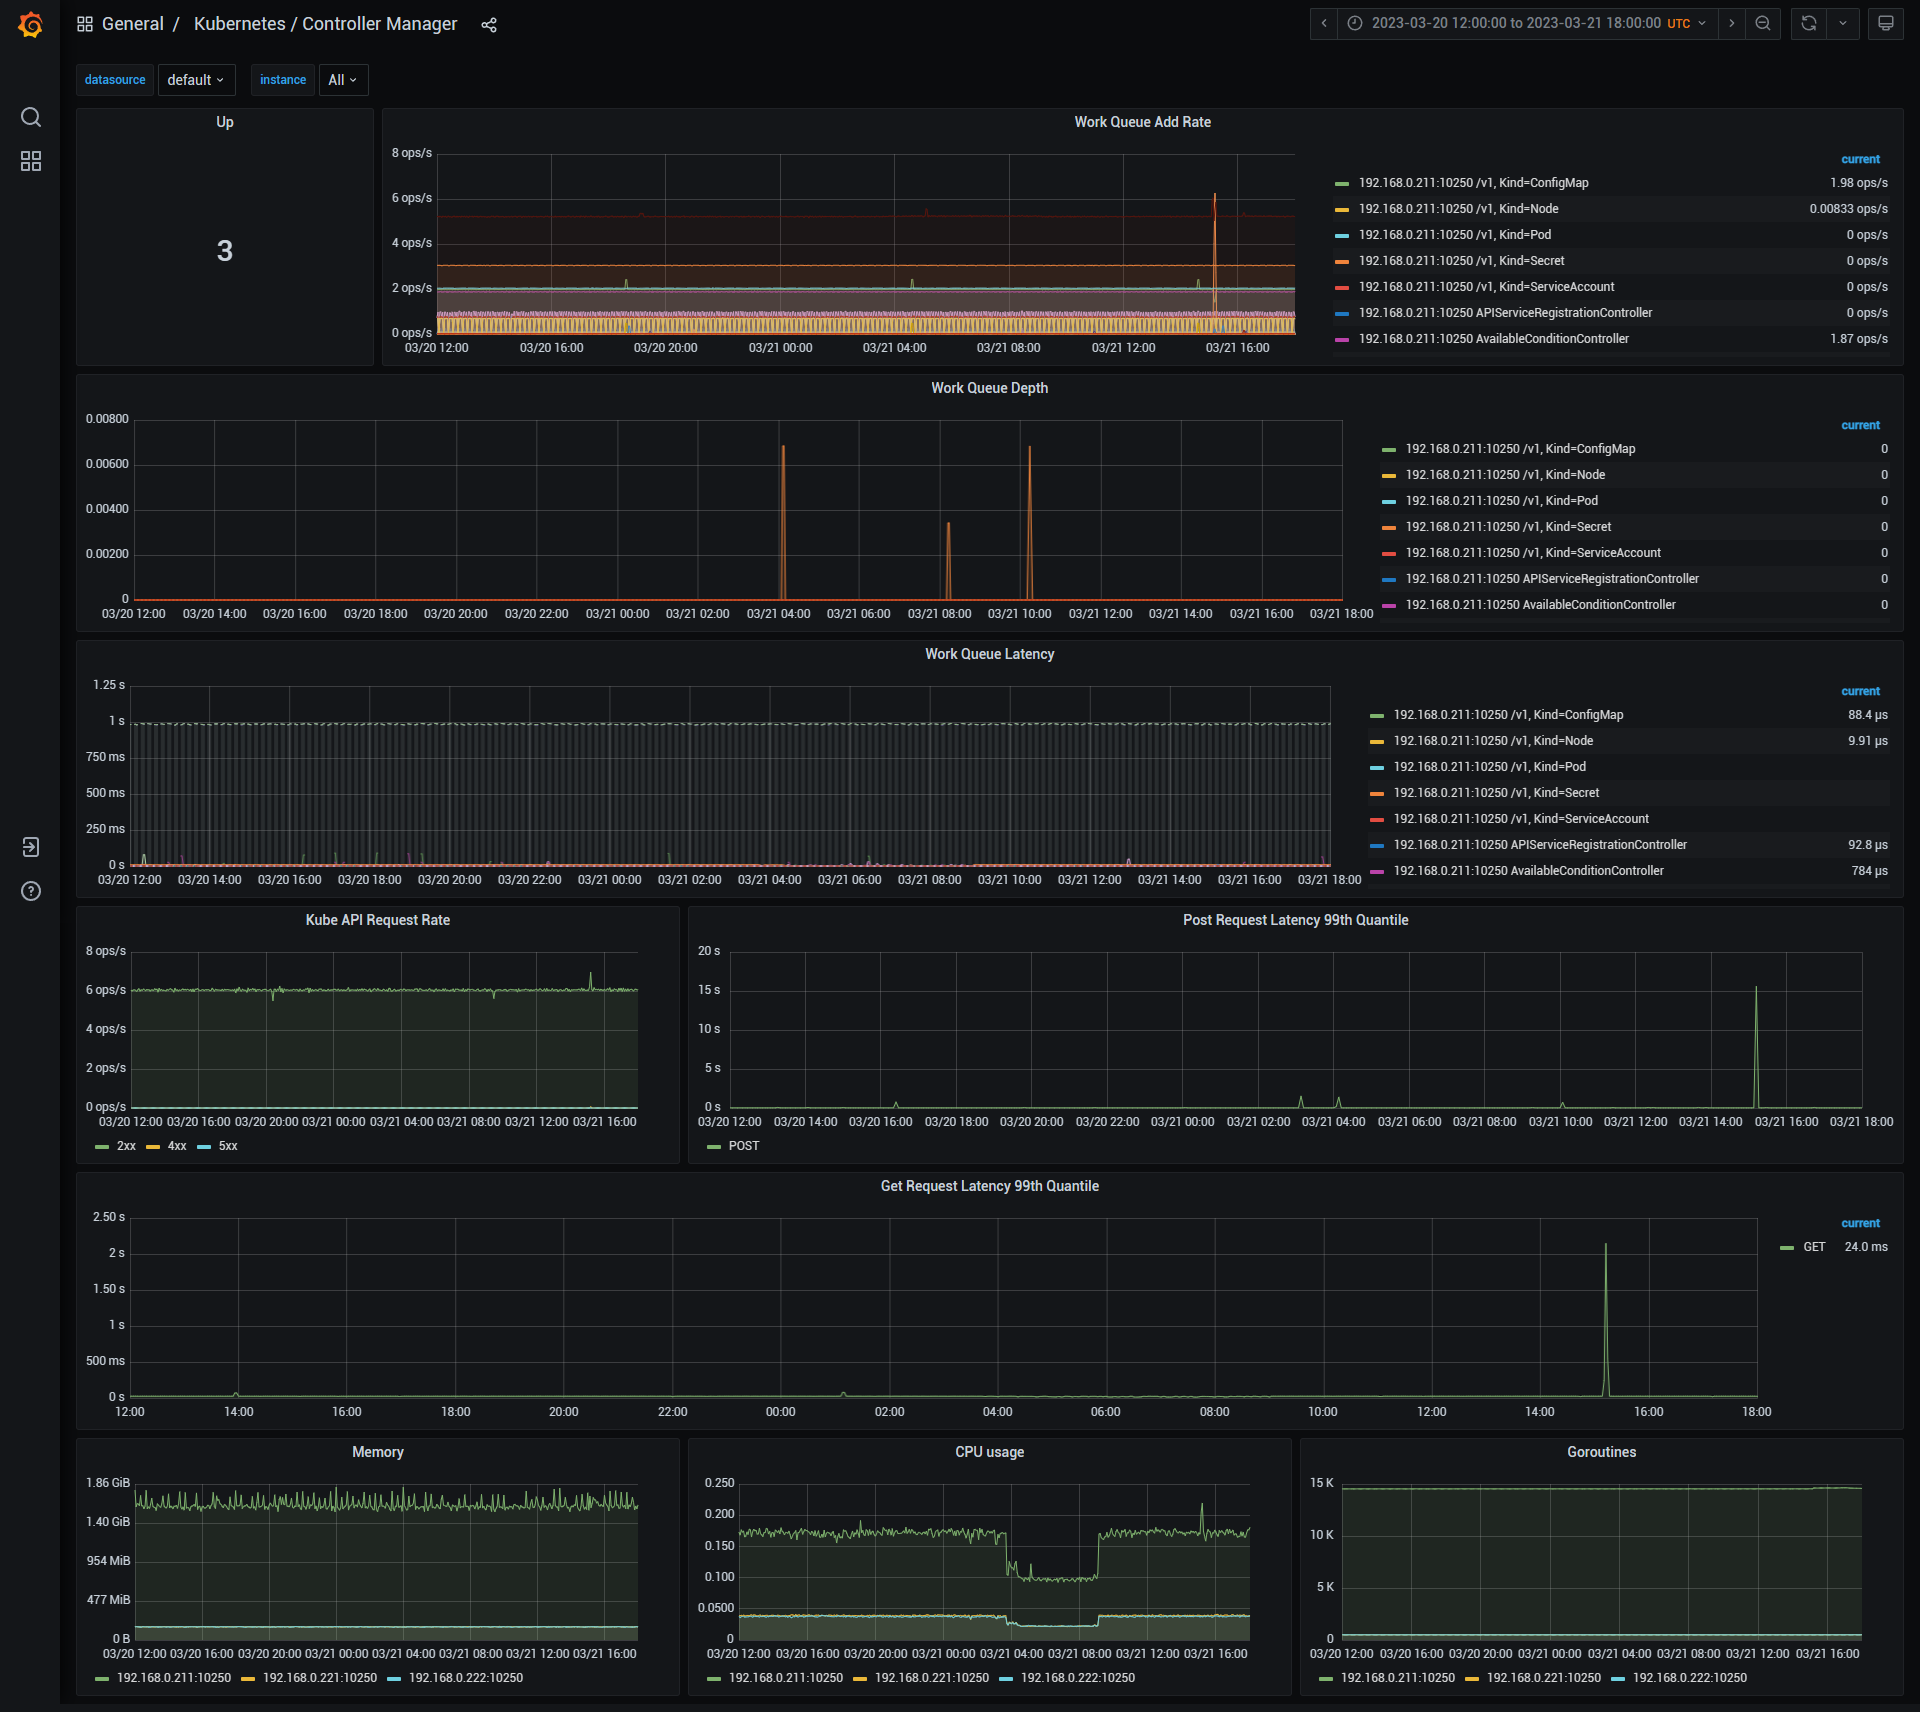 General / Kubernetes / Controller Manager
2023-03-20 12:00:00 to 2023-03-21 18:00:00 UTC
datasource default instance All
Up
3
Work Queue Add Rate
8 ops/s
6 ops/s
4 ops/s
2 ops/s
0 ops/s
03/20 12:00 03/20 16:00 03/20 20:00 03/21 00:00 03/21 04:00 03/21 08:00 03/21 12:00 03/21 16:00
current
192.168.0.211:10250 /v1, Kind=ConfigMap 1.98 ops/s
192.168.0.211:10250 /v1, Kind=Node 0.00833 ops/s
192.168.0.211:10250 /v1, Kind=Pod 0 ops/s
192.168.0.211:10250 /v1, Kind=Secret 0 ops/s
192.168.0.211:10250 /v1, Kind=ServiceAccount 0 ops/s
192.168.0.211:10250 APIServiceRegistrationController 0 ops/s
192.168.0.211:10250 AvailableConditionController 1.87 ops/s
Work Queue Depth
0.00800
0.00600
0.00400
0.00200
0
03/20 12:00 03/20 14:00 03/20 16:00 03/20 18:00 03/20 20:00 03/20 22:00 03/21 00:00 03/21 02:00 03/21 04:00 03/21 06:00 03/21 08:00 03/21 10:00 03/21 12:00 03/21 14:00 03/21 16:00 03/21 18:00
current
192.168.0.211:10250 /v1, Kind=ConfigMap 0
192.168.0.211:10250 /v1, Kind=Node 0
192.168.0.211:10250 /v1, Kind=Pod 0
192.168.0.211:10250 /v1, Kind=Secret 0
192.168.0.211:10250 /v1, Kind=ServiceAccount 0
192.168.0.211:10250 APIServiceRegistrationController 0
192.168.0.211:10250 AvailableConditionController 0
Work Queue Latency
1.25 s
1 s
750 ms
500 ms
250 ms
0 s
03/20 12:00 03/20 14:00 03/20 16:00 03/20 18:00 03/20 20:00 03/20 22:00 03/21 00:00 03/21 02:00 03/21 04:00 03/21 06:00 03/21 08:00 03/21 10:00 03/21 12:00 03/21 14:00 03/21 16:00 03/21 18:00
current
192.168.0.211:10250 /v1, Kind=ConfigMap 88.4 µs
192.168.0.211:10250 /v1, Kind=Node 9.91 µs
192.168.0.211:10250 /v1, Kind=Pod
192.168.0.211:10250 /v1, Kind=Secret
192.168.0.211:10250 /v1, Kind=ServiceAccount
192.168.0.211:10250 APIServiceRegistrationController 92.8 µs
192.168.0.211:10250 AvailableConditionController 784 µs
Kube API Request Rate
8 ops/s
6 ops/s
4 ops/s
2 ops/s
0 ops/s
03/20 12:00 03/20 16:00 03/20 20:00 03/21 00:00 03/21 04:00 03/21 08:00 03/21 12:00 03/21 16:00
2xx 4xx 5xx
Post Request Latency 99th Quantile
20 s
15 s
10 s
5 s
0 s
03/20 12:00 03/20 14:00 03/20 16:00 03/20 18:00 03/20 20:00 03/20 22:00 03/21 00:00 03/21 02:00 03/21 04:00 03/21 06:00 03/21 08:00 03/21 10:00 03/21 12:00 03/21 14:00 03/21 16:00 03/21 18:00
POST
Get Request Latency 99th Quantile
2.50 s
2 s
1.50 s
1 s
500 ms
0 s
12:00 14:00 16:00 18:00 20:00 22:00 00:00 02:00 04:00 06:00 08:00 10:00 12:00 14:00 16:00 18:00
current
GET 24.0 ms
Memory
1.86 GiB
1.40 GiB
954 MiB
477 MiB
0 B
03/20 12:00 03/20 16:00 03/20 20:00 03/21 00:00 03/21 04:00 03/21 08:00 03/21 12:00 03/21 16:00
192.168.0.211:10250 192.168.0.221:10250 192.168.0.222:10250
CPU usage
0.250
0.200
0.150
0.100
0.0500
0
03/20 12:00 03/20 16:00 03/20 20:00 03/21 00:00 03/21 04:00 03/21 08:00 03/21 12:00 03/21 16:00
192.168.0.211:10250 192.168.0.221:10250 192.168.0.222:10250
Goroutines
15 K
10 K
5 K
0
03/20 12:00 03/20 16:00 03/20 20:00 03/21 00:00 03/21 04:00 03/21 08:00 03/21 12:00 03/21 16:00
192.168.0.211:10250 192.168.0.221:10250 192.168.0.222:10250